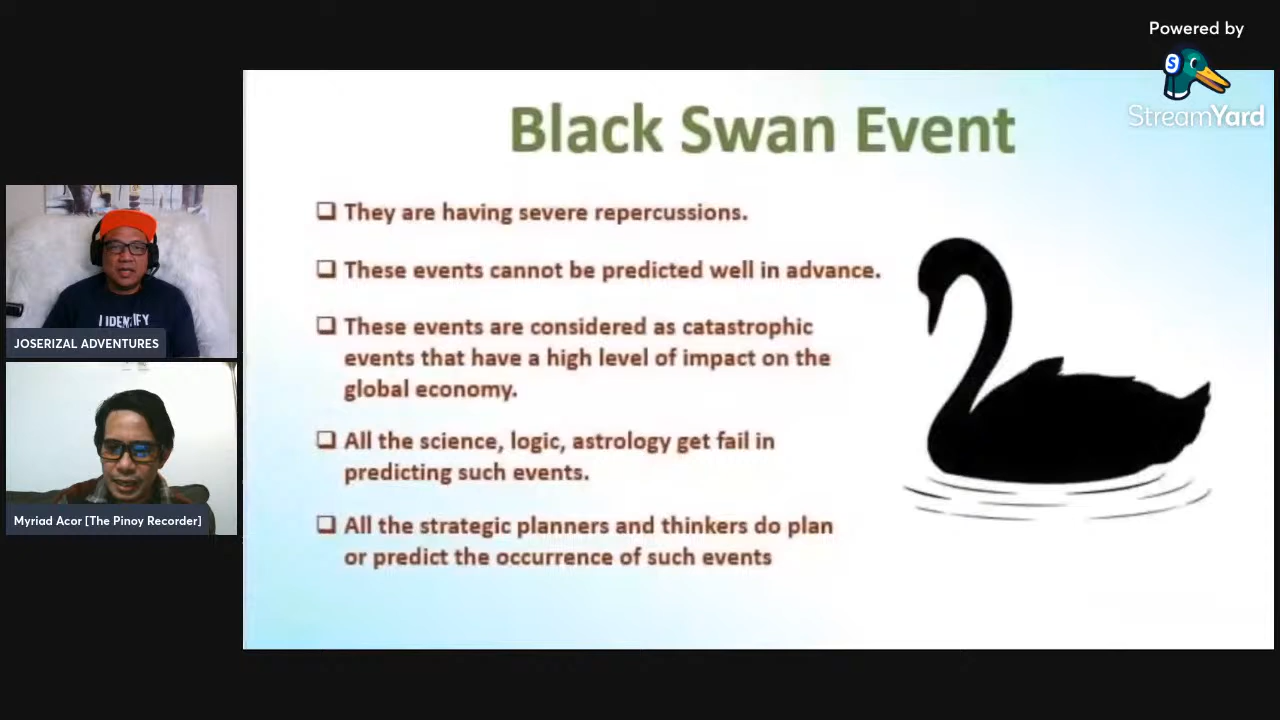 Powered by
StreamYard
Black Swan Event
They are having severe repercussions.
These events cannot be predicted well in advance.
These events are considered as catastrophic
events that have a high level of impact on the
global economy.
All the science, logic, astrology get fail in
predicting such events.
All the strategic planners and thinkers do plan
or predict the occurrence of such events
I IDENTIFY
JOSERIZAL ADVENTURES
Myriad Acor [The Pinoy Recorder]